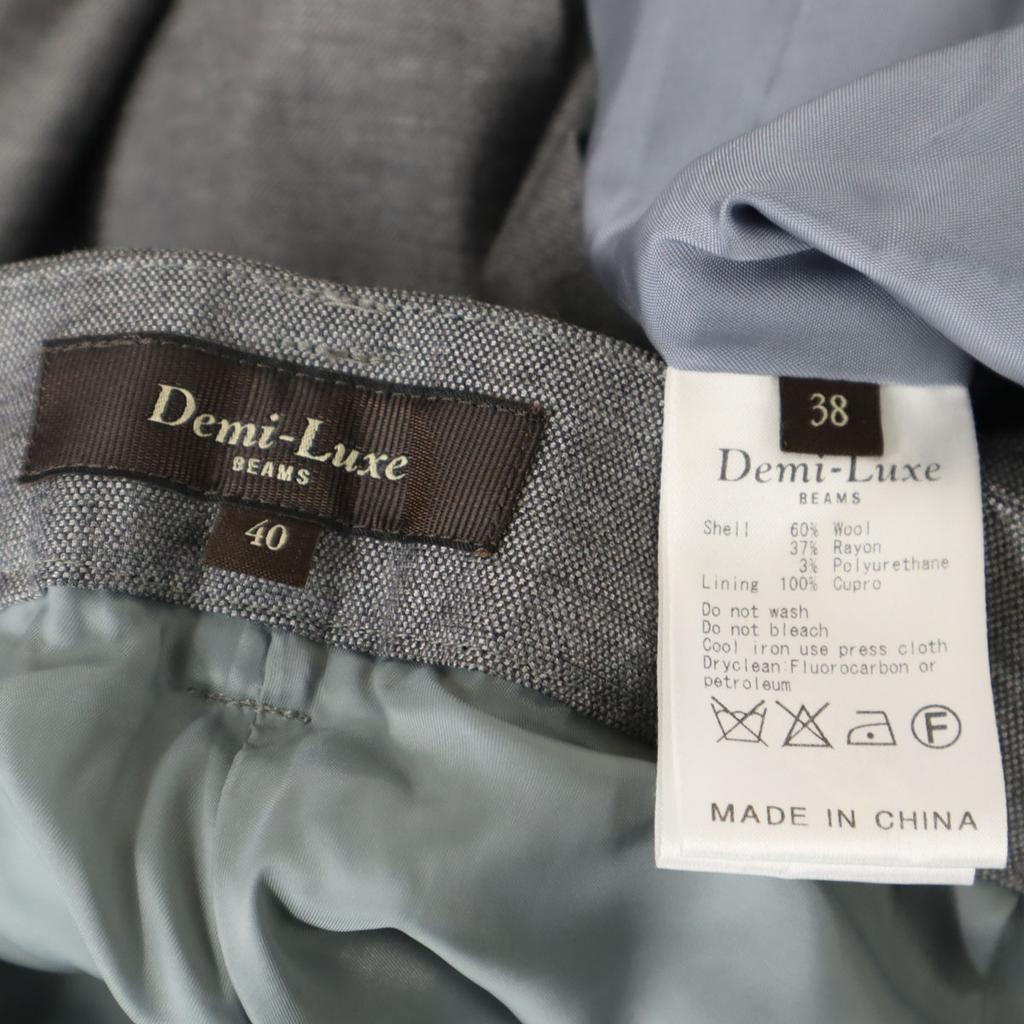 Demi-Luxe
BEAMS
40
38
Demi-Luxe
BEAMS
Shell 60% Wool
37% Rayon
3% Polyurethane
Lining 100% Cupro
Do not wash
Do not bleach
Cool iron use press cloth
Dryclean:Fluorocarbon or
petroleum
F
MADE IN CHINA